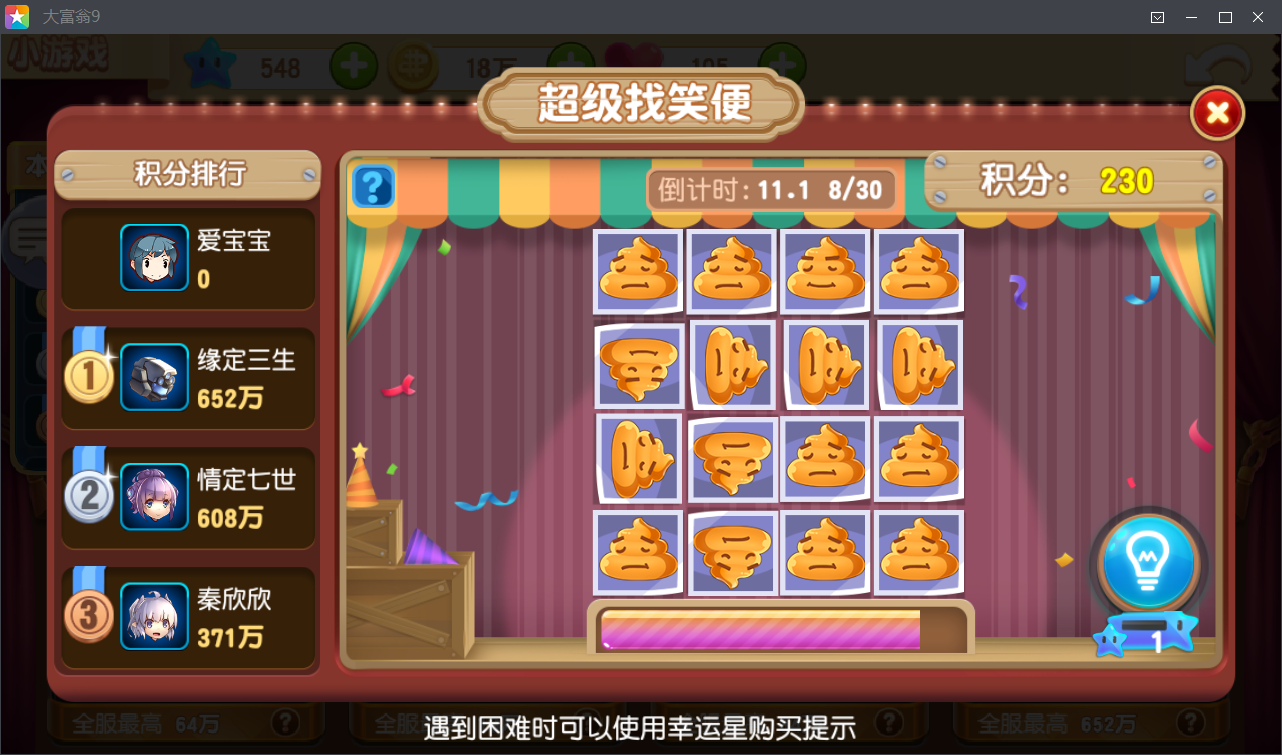 大富翁9
小游戏
548
18万
105
超级找笑便
积分排行
倒计时: 11.1 8/30
积分: 230
爱宝宝
0
1
缘定三生
652万
2
情定七世
608万
3
秦欣欣
371万
1
全服最高 64万
全服最高 652万
遇到困难时可以使用幸运星购买提示